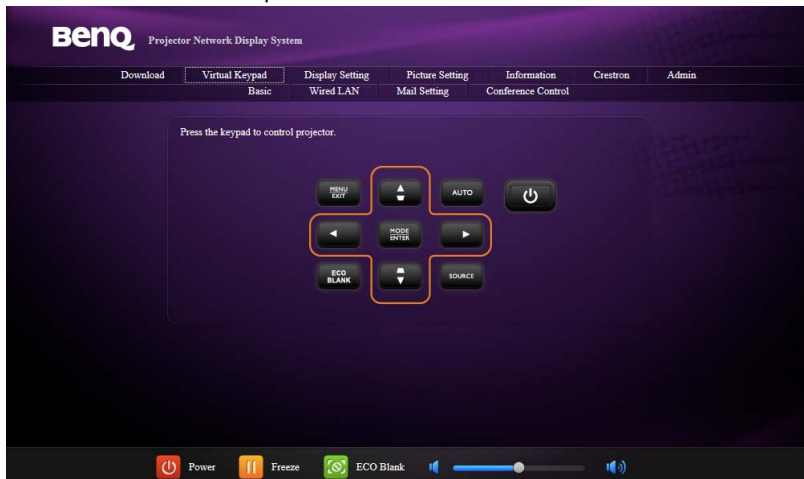 BenQ Projector Network Display System
Download Virtual Keypad Display Setting Picture Setting Information Crestron Admin
Basic Wired LAN Mail Setting Conference Control
Press the keypad to control projector.
MENU
EXIT
AUTO
MODE
ENTER
ECO
BLANK
SOURCE
Power Freeze ECO Blank